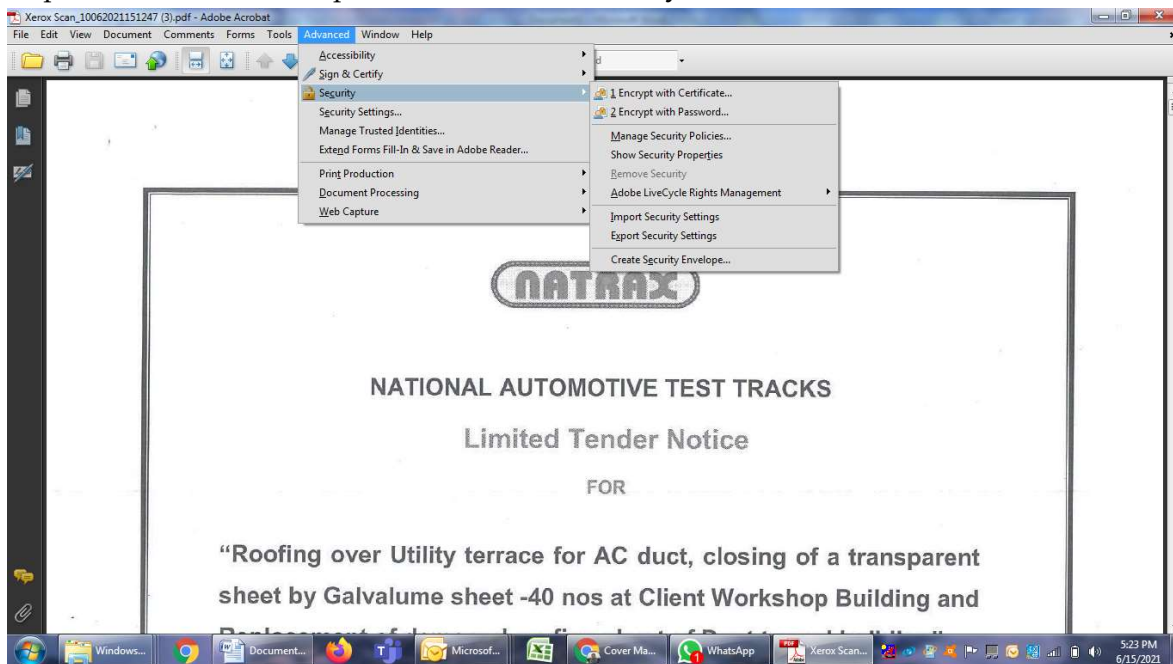 Xerox Scan_10062021151247 (3).pdf - Adobe Acrobat
File Edit View Document Comments Forms Tools Advanced Window Help
Accessibility
Sign & Certify
Security
Security Settings...
Manage Trusted Identities...
Extend Forms Fill-In & Save in Adobe Reader...
Print Production
Document Processing
Web Capture
1 Encrypt with Certificate...
2 Encrypt with Password...
Manage Security Policies...
Show Security Properties
Remove Security
Adobe LiveCycle Rights Management
Import Security Settings
Export Security Settings
Create Security Envelope...
NATRAX
NATIONAL AUTOMOTIVE TEST TRACKS
Limited Tender Notice
FOR
“Roofing over Utility terrace for AC duct, closing of a transparent
sheet by Galvalume sheet -40 nos at Client Workshop Building and
Windows... Document... Microsof... Cover Ma... WhatsApp Xerox Scan... 5:23 PM
6/15/2021